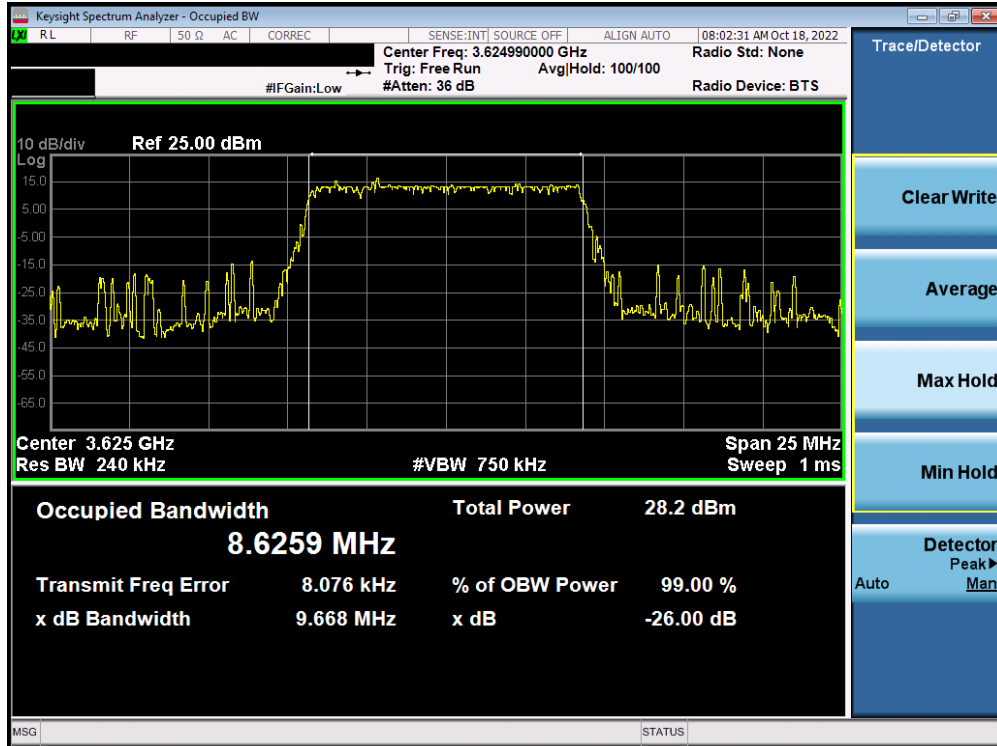 Keysight Spectrum Analyzer - Occupied BW
LXI RL RF 50 Ω AC CORREC SENSE:INT SOURCE OFF ALIGN AUTO 08:02:31 AM Oct 18, 2022
Center Freq: 3.624990000 GHz Radio Std: None
Trig: Free Run Avg|Hold: 100/100
#IFGain:Low #Atten: 36 dB Radio Device: BTS
Trace/Detector
10 dB/div Ref 25.00 dBm
Log
15.0
5.00
-5.00
-15.0
-25.0
-35.0
-45.0
-55.0
-65.0
Center 3.625 GHz Span 25 MHz
Res BW 240 kHz #VBW 750 kHz Sweep 1 ms
Occupied Bandwidth Total Power 28.2 dBm
8.6259 MHz
Transmit Freq Error 8.076 kHz % of OBW Power 99.00 %
x dB Bandwidth 9.668 MHz x dB -26.00 dB
Clear Write
Average
Max Hold
Min Hold
Detector
Peak▶
Auto Man
MSG STATUS